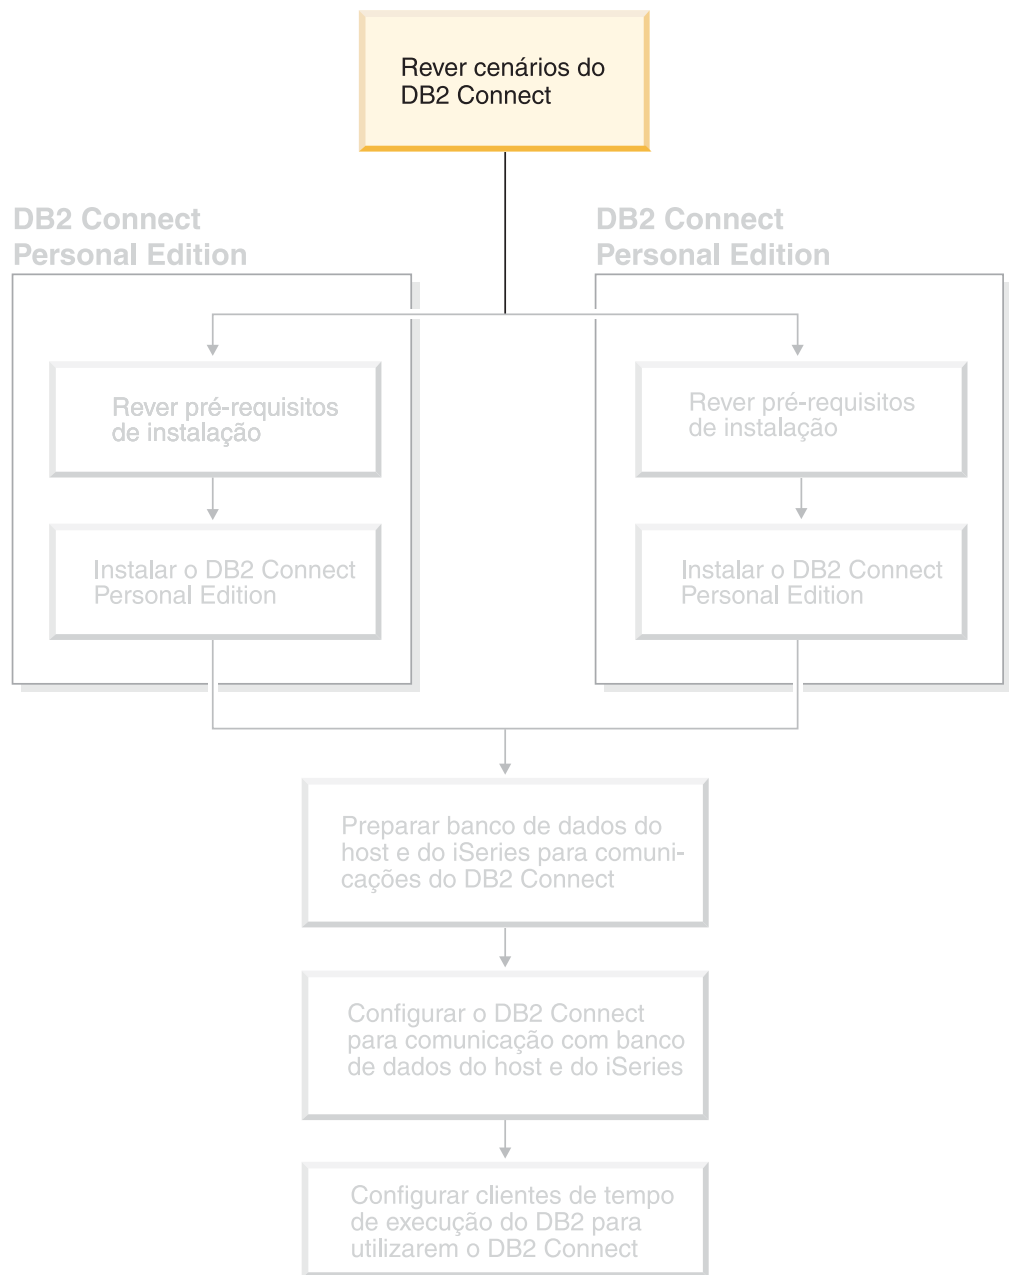 Rever cenários do
DB2 Connect
DB2 Connect
Personal Edition
Rever pré-requisitos
de instalação
Instalar o DB2 Connect
Personal Edition
DB2 Connect
Personal Edition
Rever pré-requisitos
de instalação
Instalar o DB2 Connect
Personal Edition
Preparar banco de dados do
host e do iSeries para comuni-
cações do DB2 Connect
Configurar o DB2 Connect
para comunicação com banco
de dados do host e do iSeries
Configurar clientes de tempo
de execução do DB2 para
utilizarem o DB2 Connect